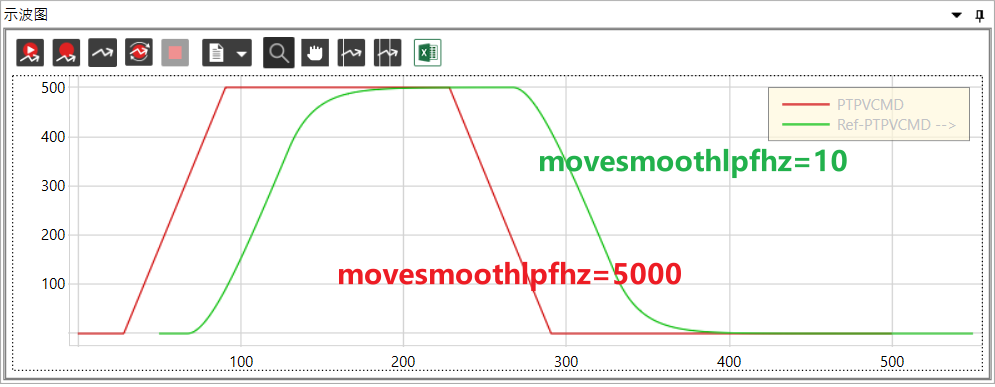 示波图
PTPVCMD
Ref-PTPVCMD -->
movesmoothlpfhz=10
movesmoothlpfhz=5000
500
400
300
200
100
100
200
300
400
500